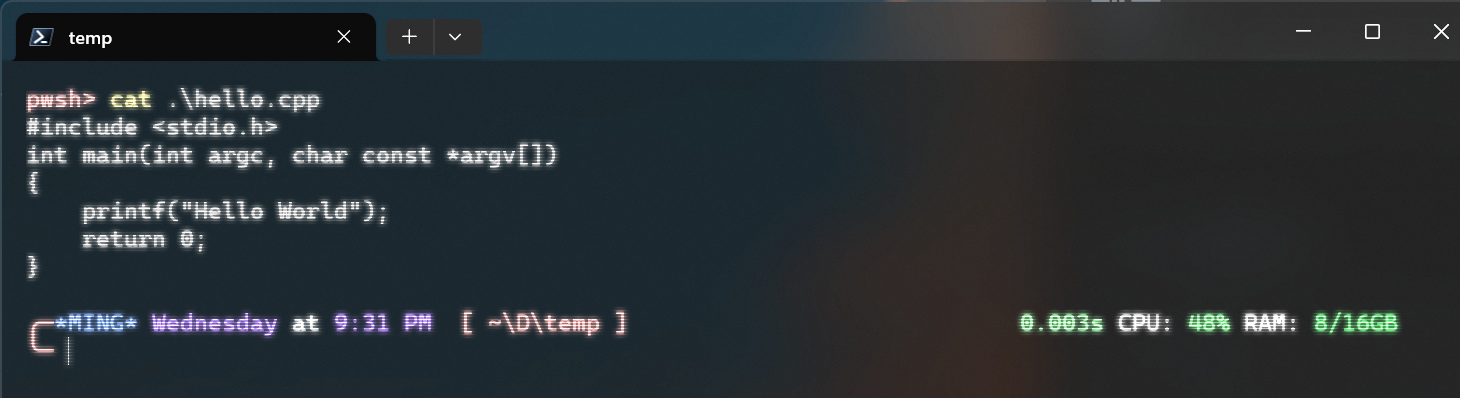 temp
pwsh> cat .\hello.cpp
#include <stdio.h>
int main(int argc, char const *argv[])
{
    printf("Hello World");
    return 0;
}
*MING* Wednesday at 9:31 PM  [ ~\D\temp ] 0.003s CPU: 48% RAM: 8/16GB